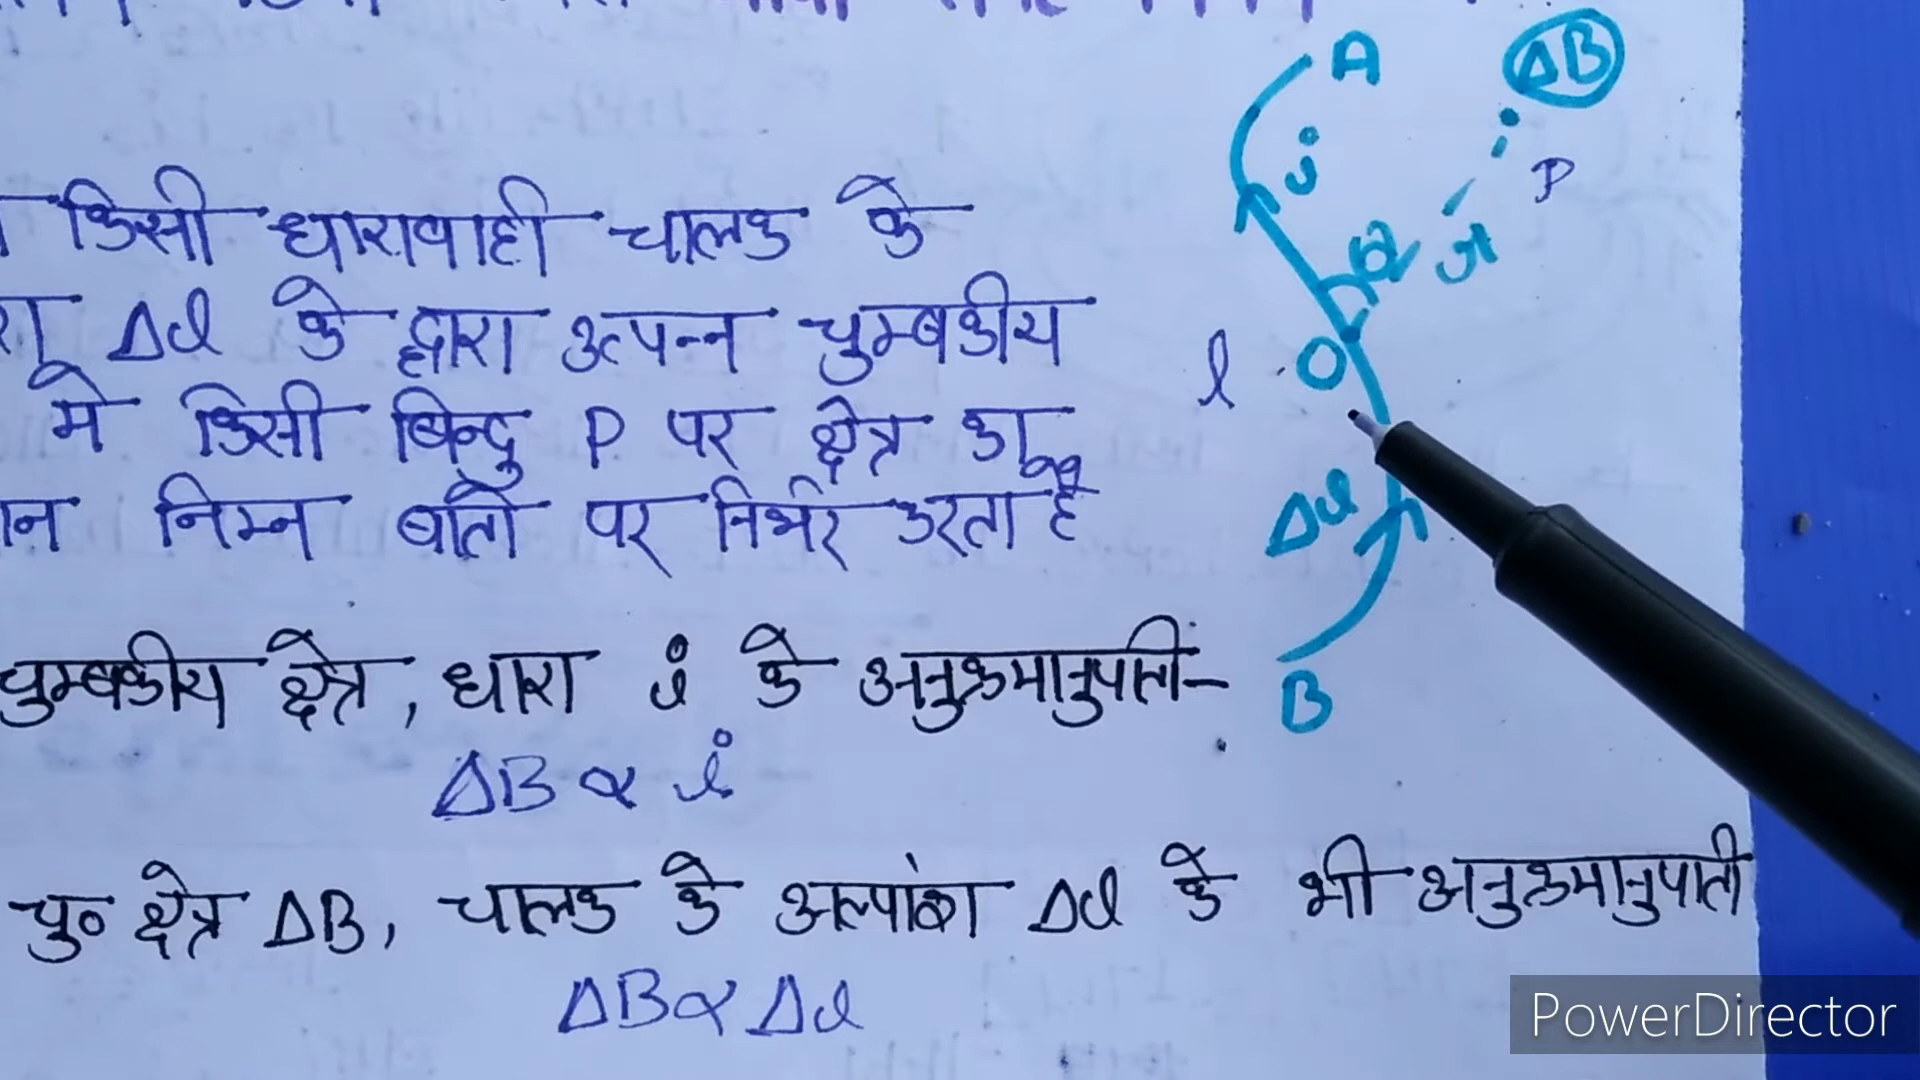 किसी धारावाही चालक के
Δl के द्वारा उत्पन्न चुम्बकीय
मे किसी बिन्दु P पर क्षेत्र का
निम्न बातो पर निर्भर करता है
चुम्बकीय क्षेत्र, धारा i के अनुक्रमानुपाती-
ΔB ∝ i
चु० क्षेत्र ΔB, चालक के अल्पांश Δl के भी अनुक्रमानुपाती
ΔB ∝ Δl
A
ΔB
i
P
r
O
l
Δl
B
PowerDirector